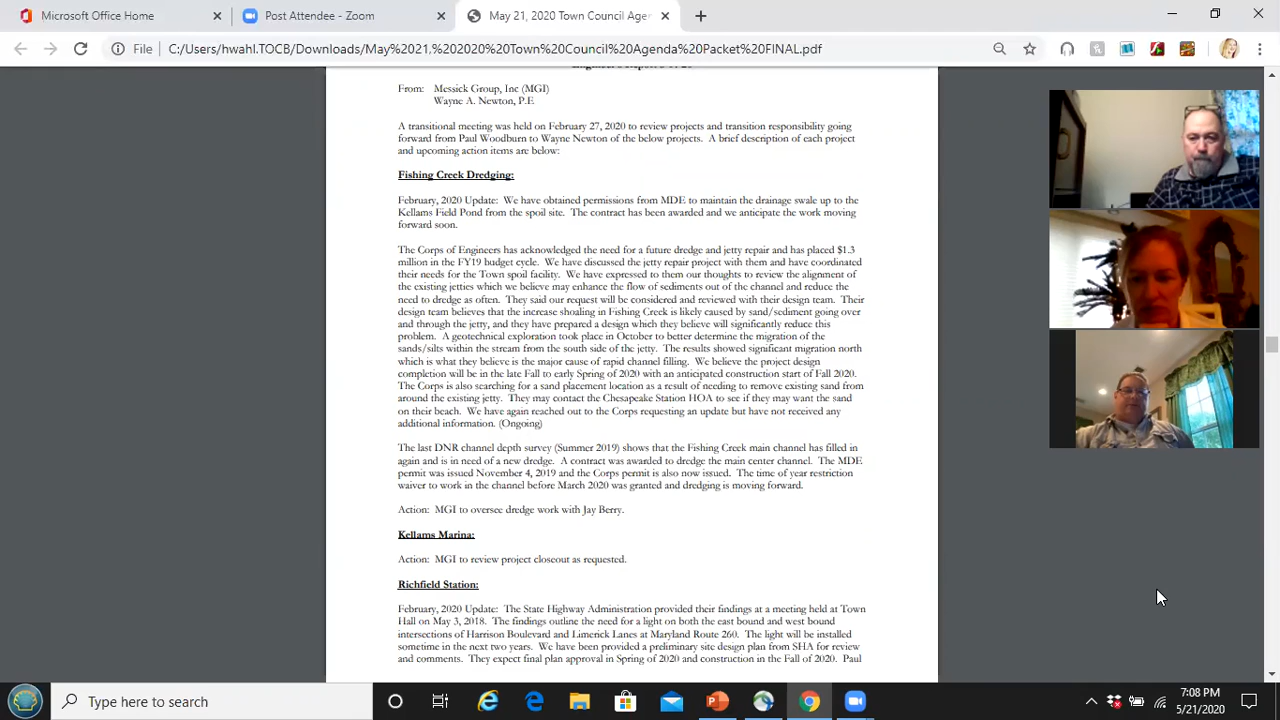 Microsoft Office Home
Post Attendee - Zoom
May 21, 2020 Town Council Age
File
C:/Users/hwahl.TOCB/Downloads/May%2021,%202020%20Town%20Council%20Agenda%20Packet%20FINAL.pdf
From: Messick Group, Inc (MGI)
Wayne A. Newton, P.E
A transitional meeting was held on February 27, 2020 to review projects and transition responsibility going
forward from Paul Woodburn to Wayne Newton of the below projects. A brief description of each project
and upcoming action items are below:
Fishing Creek Dredging:
February, 2020 Update: We have obtained permissions from MDE to maintain the drainage swale up to the
Kellams Field Pond from the spoil site. The contract has been awarded and we anticipate the work moving
forward soon.
The Corps of Engineers has acknowledged the need for a future dredge and jetty repair and has placed $1.3
million in the FY19 budget cycle. We have discussed the jetty repair project with them and have coordinated
their needs for the Town spoil facility. We have expressed to them our thoughts to review the alignment of
the existing jetties which we believe may enhance the flow of sediments out of the channel and reduce the
need to dredge as often. They said our request will be considered and reviewed with their design team. Their
design team believes that the increase shoaling in Fishing Creek is likely caused by sand/sediment going over
and through the jetty, and they have prepared a design which they believe will significantly reduce this
problem. A geotechnical exploration took place in October to better determine the migration of the
sands/silts within the stream from the south side of the jetty. The results showed significant migration north
which is what they believe is the major cause of rapid channel filling. We believe the project design
completion will be in the late Fall to early Spring of 2020 with an anticipated construction start of Fall 2020.
The Corps is also searching for a sand placement location as a result of needing to remove existing sand from
around the existing jetty. They may contact the Chesapeake Station HOA to see if they may want the sand
on their beach. We have again reached out to the Corps requesting an update but have not received any
additional information. (Ongoing)
The last DNR channel depth survey (Summer 2019) shows that the Fishing Creek main channel has filled in
again and is in need of a new dredge. A contract was awarded to dredge the main center channel. The MDE
permit was issued November 4, 2019 and the Corps permit is also now issued. The time of year restriction
waiver to work in the channel before March 2020 was granted and dredging is moving forward.
Action: MGI to oversee dredge work with Jay Berry.
Kellams Marina:
Action: MGI to review project closeout as requested.
Richfield Station:
February, 2020 Update: The State Highway Administration provided their findings at a meeting held at Town
Hall on May 3, 2018. The findings outline the need for a light on both the east bound and west bound
intersections of Harrison Boulevard and Limerick Lanes at Maryland Route 260. The light will be installed
sometime in the next two years. We have been provided a preliminary site design plan from SHA for review
and comments. They expect final plan approval in Spring of 2020 and construction in the Fall of 2020. Paul
Type here to search
7:08 PM
5/21/2020